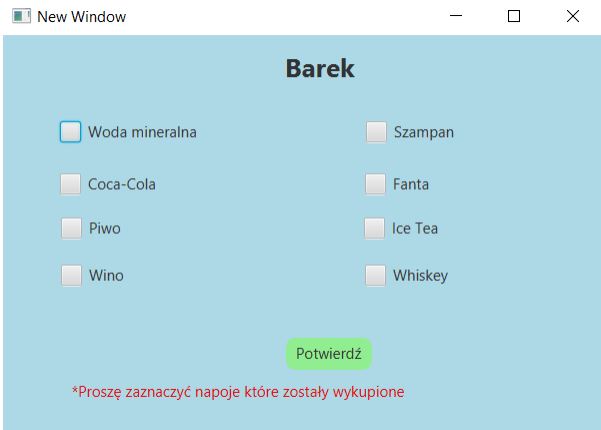 New Window
Barek
Woda mineralna
Szampan
Coca-Cola
Fanta
Piwo
Ice Tea
Wino
Whiskey
Potwierdź
*Proszę zaznaczyć napoje które zostały wykupione